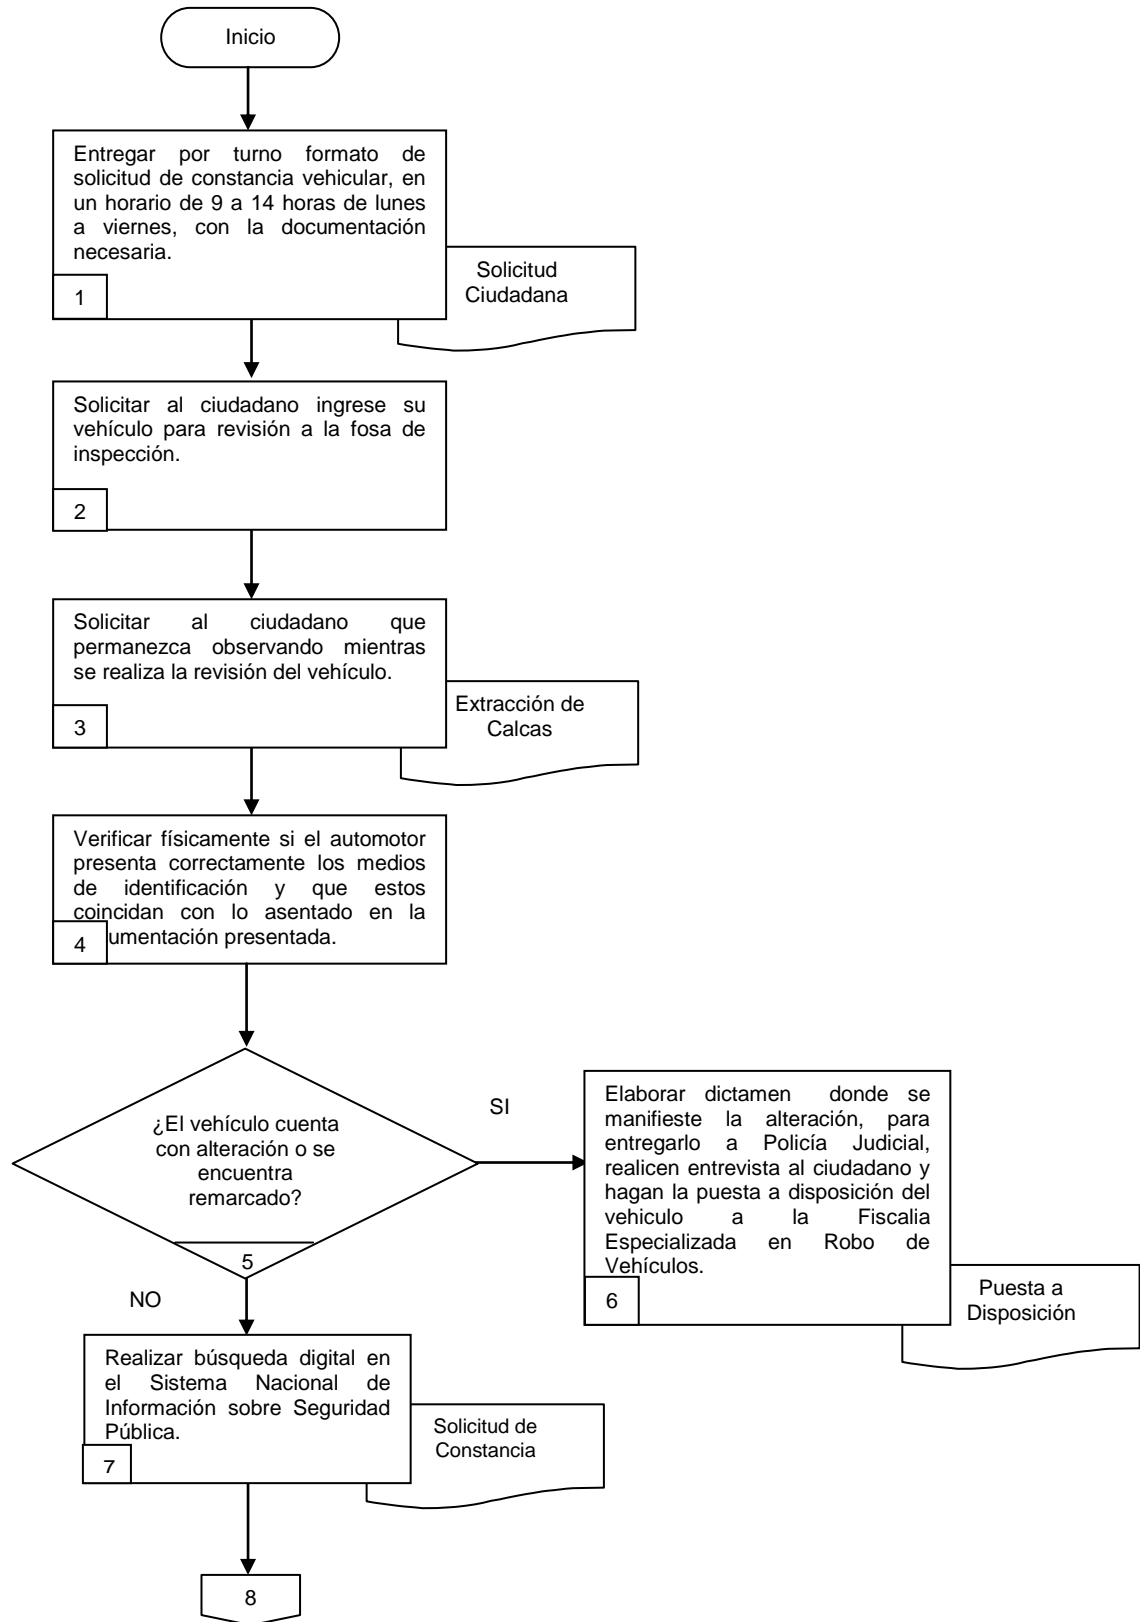 Inicio
Entregar por turno formato de
solicitud de constancia vehicular, en
un horario de 9 a 14 horas de lunes
a viernes, con la documentación
necesaria.
1
Solicitud
Ciudadana
Solicitar al ciudadano ingrese su
vehículo para revisión a la fosa de
inspección.
2
Solicitar al ciudadano que
permanezca observando mientras
se realiza la revisión del vehículo.
3
Extracción de
Calcas
Verificar físicamente si el automotor
presenta correctamente los medios
de identificación y que estos
coincidan con lo asentado en la
umentación presentada.
4
¿El vehículo cuenta
con alteración o se
encuentra
remarcado?
5
SI
Elaborar dictamen donde se
manifieste la alteración, para
entregarlo a Policía Judicial,
realicen entrevista al ciudadano y
hagan la puesta a disposición del
vehiculo a la Fiscalia
Especializada en Robo de
Vehículos.
6
Puesta a
Disposición
NO
Realizar búsqueda digital en
el Sistema Nacional de
Información sobre Seguridad
Pública.
7
Solicitud de
Constancia
8